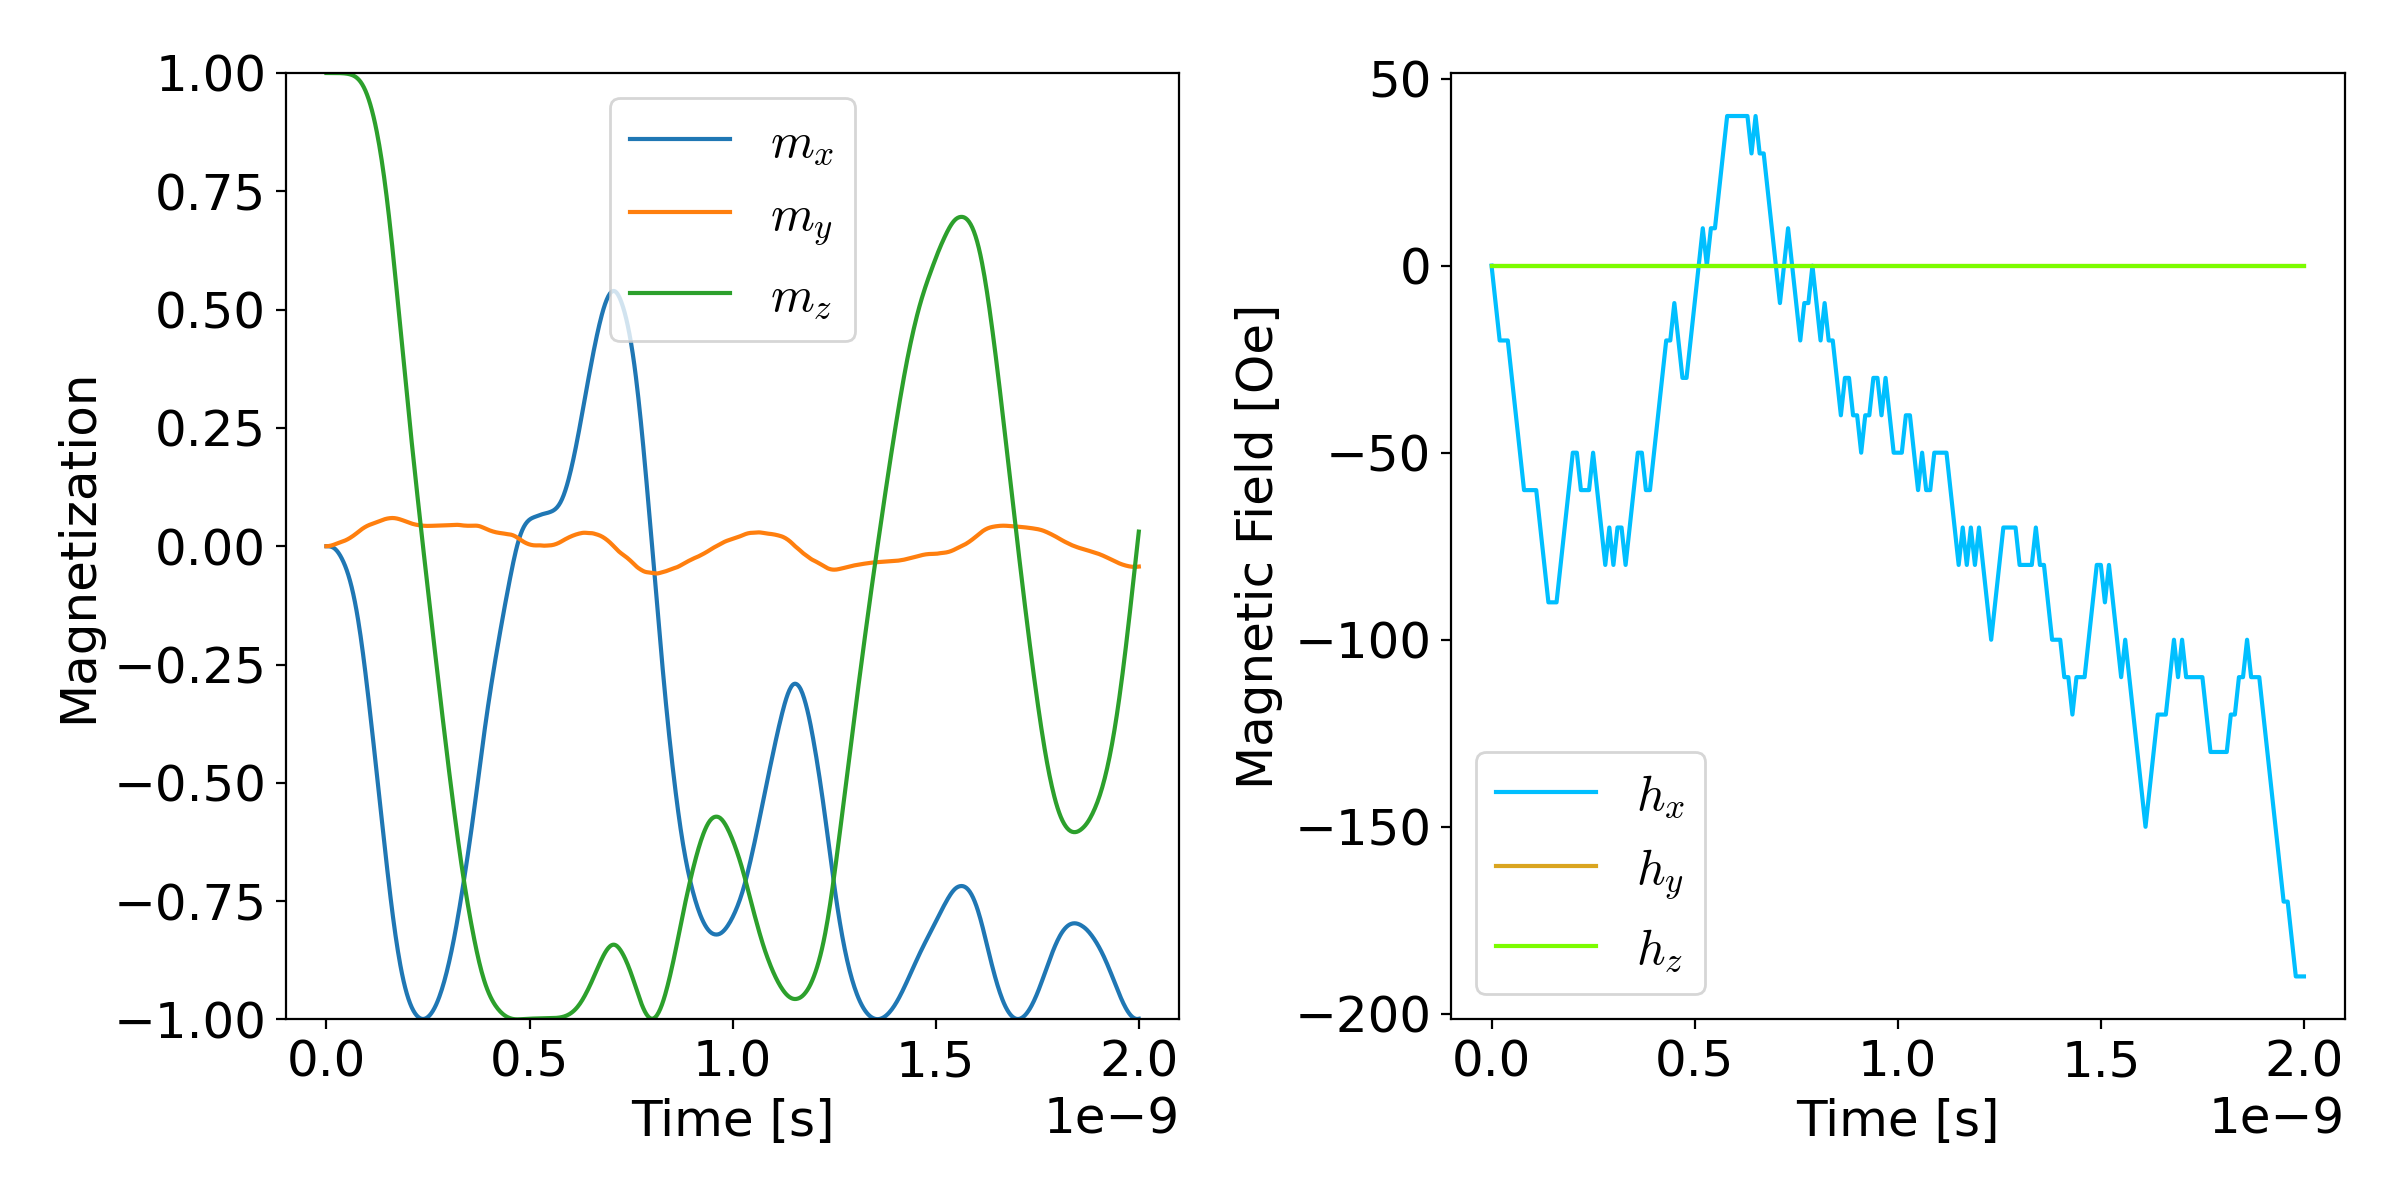 Magnetization
1.00
0.75
0.50
0.25
0.00
−0.25
−0.50
−0.75
−1.00
m_x
m_y
m_z
0.0 0.5 1.0 1.5 2.0
Time [s] 1e−9
Magnetic Field [Oe]
50
0
−50
−100
−150
−200
h_x
h_y
h_z
0.0 0.5 1.0 1.5 2.0
Time [s] 1e−9